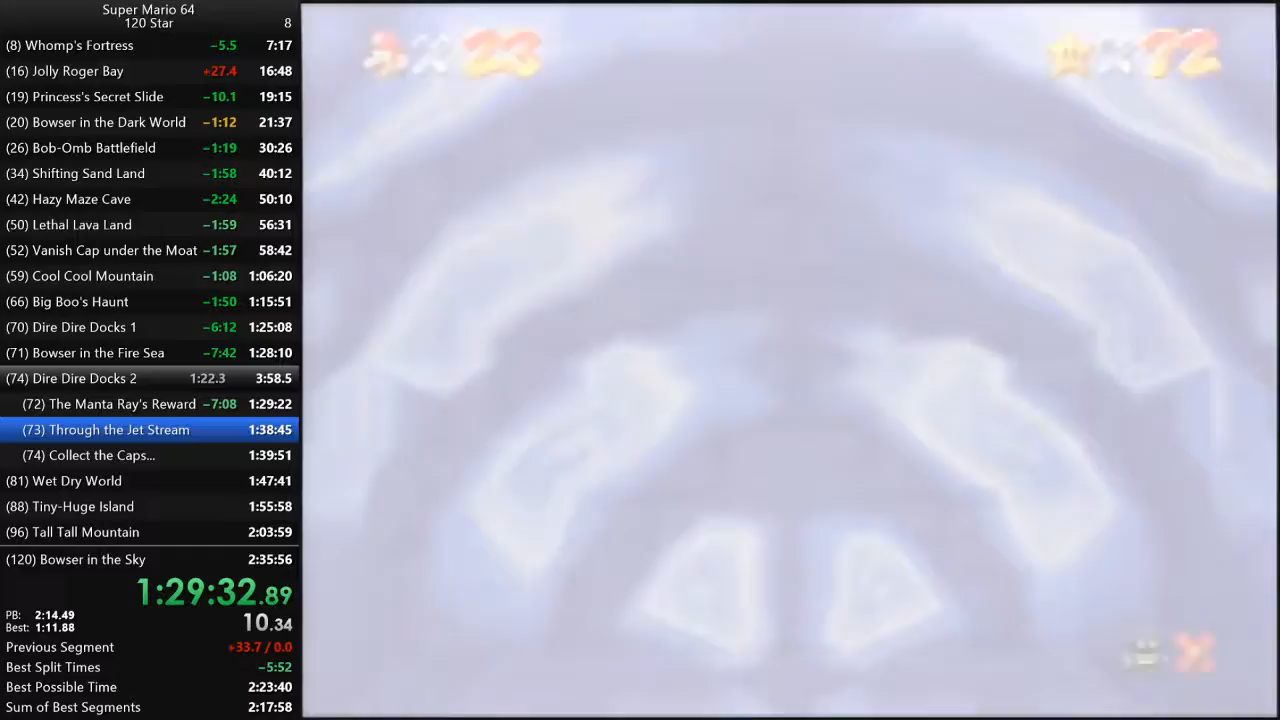 Super Mario 64
120 Star 8
(8) Whomp's Fortress −5.5 7:17
(16) Jolly Roger Bay +27.4 16:48
(19) Princess's Secret Slide −10.1 19:15
(20) Bowser in the Dark World −1:12 21:37
(26) Bob-Omb Battlefield −1:19 30:26
(34) Shifting Sand Land −1:58 40:12
(42) Hazy Maze Cave −2:24 50:10
(50) Lethal Lava Land −1:59 56:31
(52) Vanish Cap under the Moat −1:57 58:42
(59) Cool Cool Mountain −1:08 1:06:20
(66) Big Boo's Haunt −1:50 1:15:51
(70) Dire Dire Docks 1 −6:12 1:25:08
(71) Bowser in the Fire Sea −7:42 1:28:10
(74) Dire Dire Docks 2 1:22.3 3:58.5
(72) The Manta Ray's Reward −7:08 1:29:22
(73) Through the Jet Stream 1:38:45
(74) Collect the Caps... 1:39:51
(81) Wet Dry World 1:47:41
(88) Tiny-Huge Island 1:55:58
(96) Tall Tall Mountain 2:03:59
(120) Bowser in the Sky 2:35:56
1:29:32.89
PB: 2:14.49
Best: 1:11.88
10.34
Previous Segment +33.7 / 0.0
Best Split Times −5:52
Best Possible Time 2:23:40
Sum of Best Segments 2:17:58
×23
×72